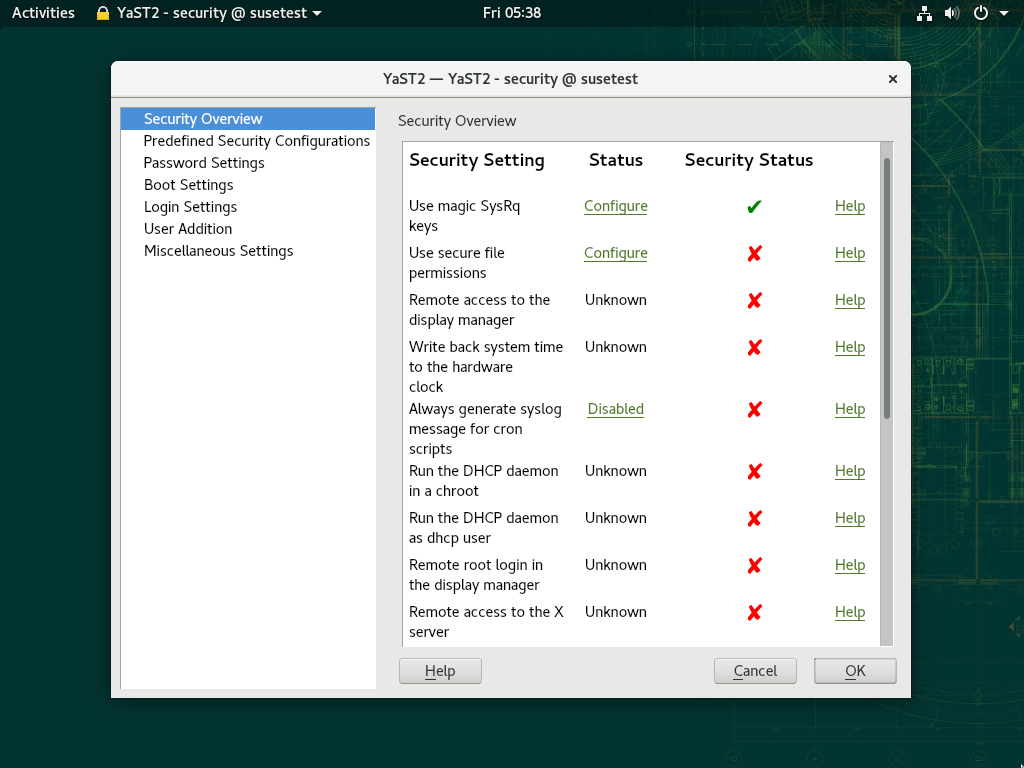 Activities YaST2 - security @ susetest Fri 05:38
YaST2 — YaST2 - security @ susetest
Security Overview
Predefined Security Configurations
Password Settings
Boot Settings
Login Settings
User Addition
Miscellaneous Settings
Security Overview
Security Setting Status Security Status
Use magic SysRq Configure ✔ Help
keys
Use secure file Configure ✘ Help
permissions
Remote access to the Unknown ✘ Help
display manager
Write back system time Unknown ✘ Help
to the hardware
clock
Always generate syslog Disabled ✘ Help
message for cron
scripts
Run the DHCP daemon Unknown ✘ Help
in a chroot
Run the DHCP daemon Unknown ✘ Help
as dhcp user
Remote root login in Unknown ✘ Help
the display manager
Remote access to the X Unknown ✘ Help
server
Help Cancel OK